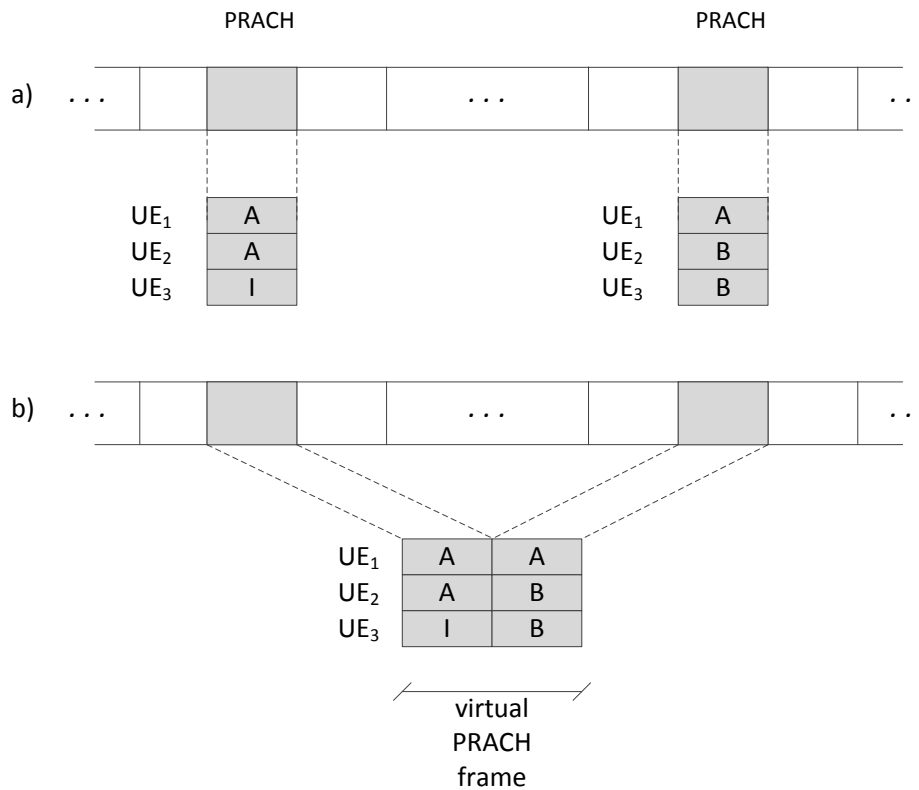 PRACH PRACH
a) . . . . . . . .
UE₁ A UE₁ A
UE₂ A UE₂ B
UE₃ I UE₃ B
b) . . . . . . . .
UE₁ A A
UE₂ A B
UE₃ I B
virtual
PRACH
frame